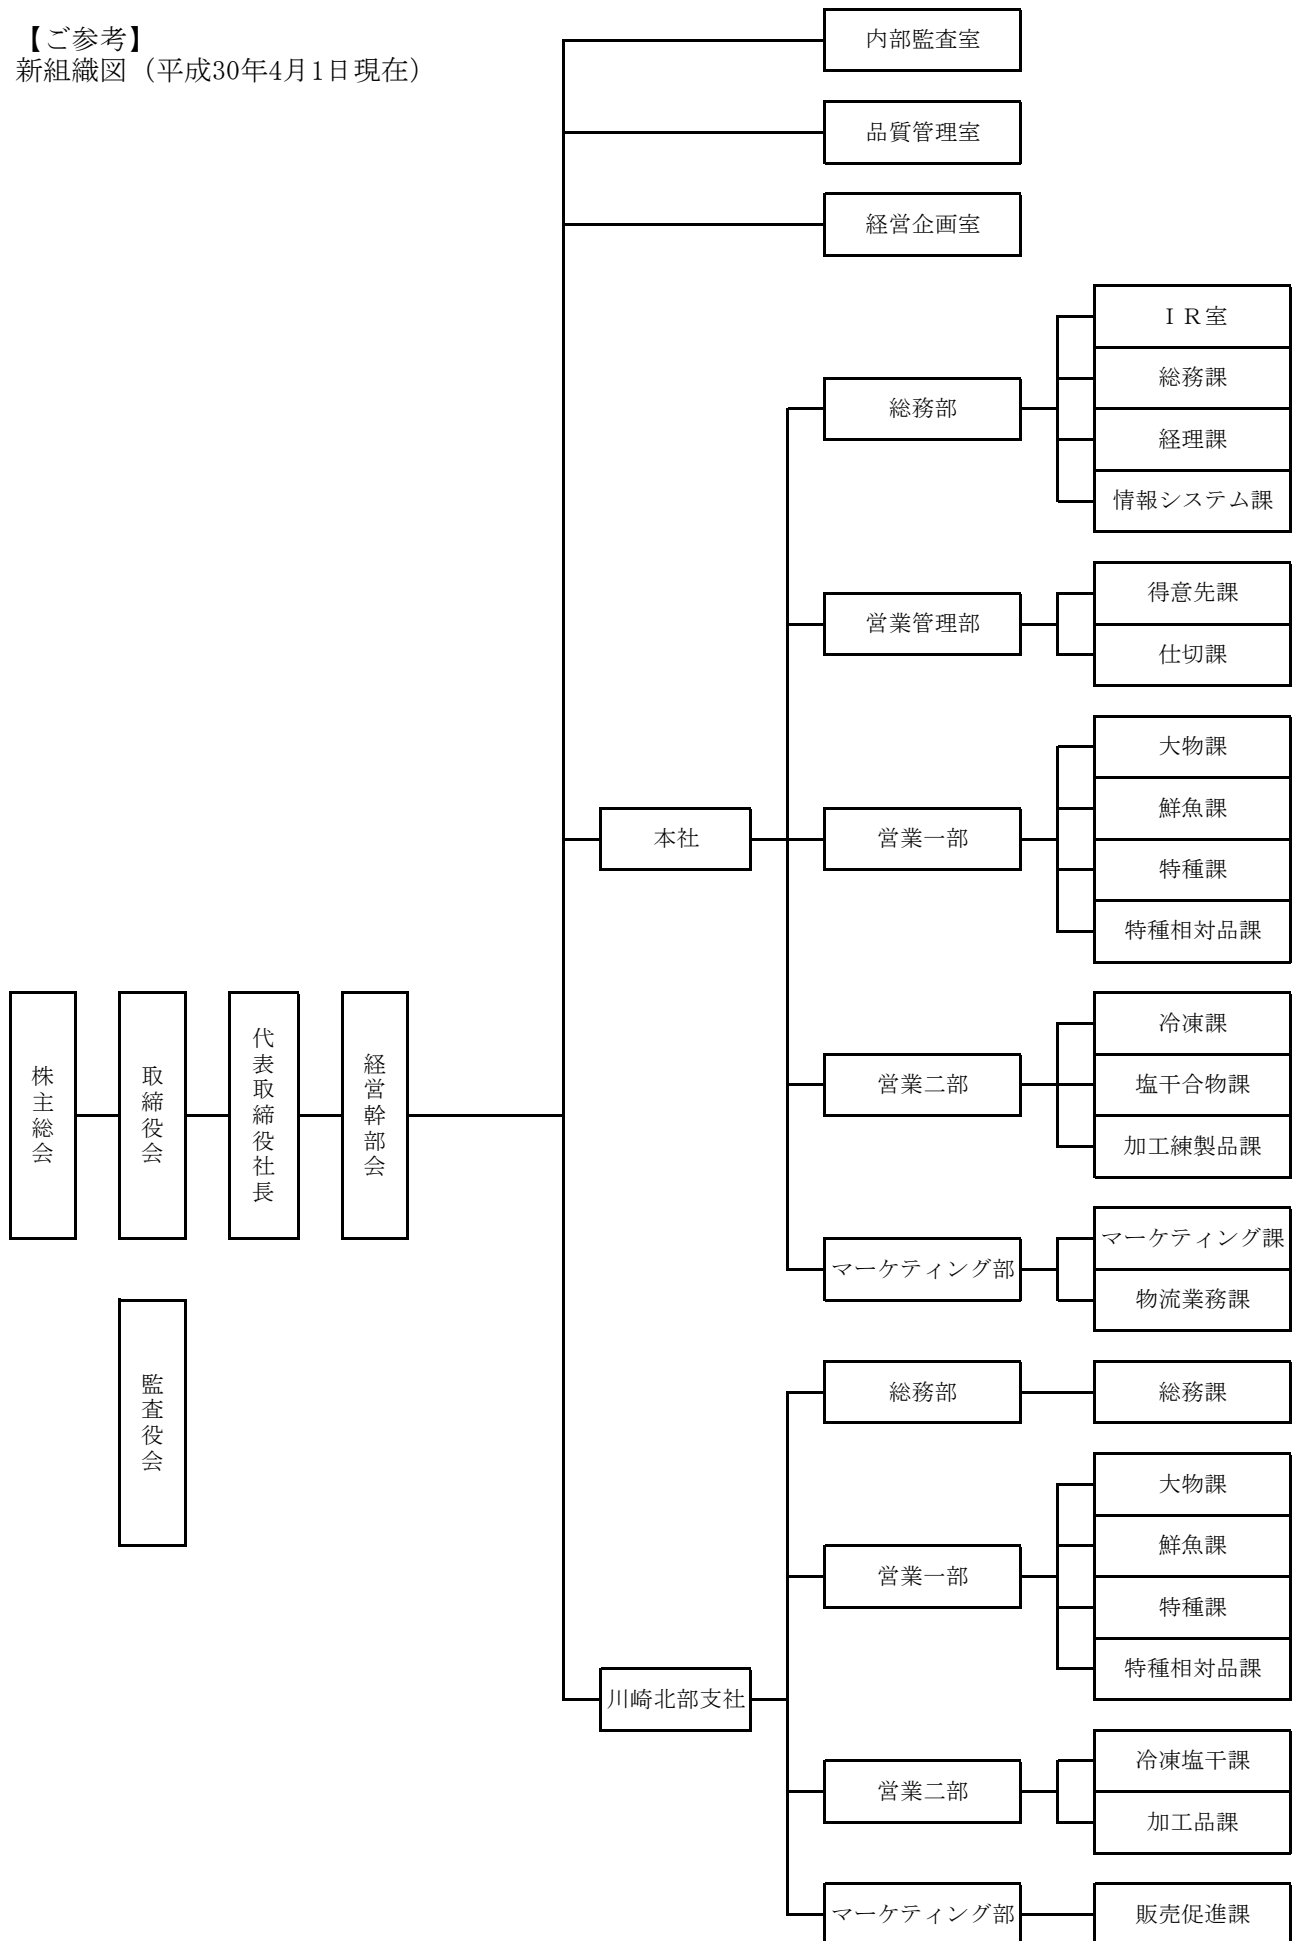 【ご参考】
新組織図（平成30年4月1日現在）
内部監査室
品質管理室
経営企画室
ＩＲ室
総務課
総務部
経理課
情報システム課
得意先課
営業管理部
仕切課
大物課
鮮魚課
本社
営業一部
特種課
特種相対品課
株主総会
取締役会
代表取締役社長
経営幹部会
冷凍課
営業二部
塩干合物課
加工練製品課
マーケティング課
マーケティング部
物流業務課
監査役会
総務部
総務課
大物課
鮮魚課
営業一部
特種課
特種相対品課
川崎北部支社
冷凍塩干課
営業二部
加工品課
マーケティング部
販売促進課